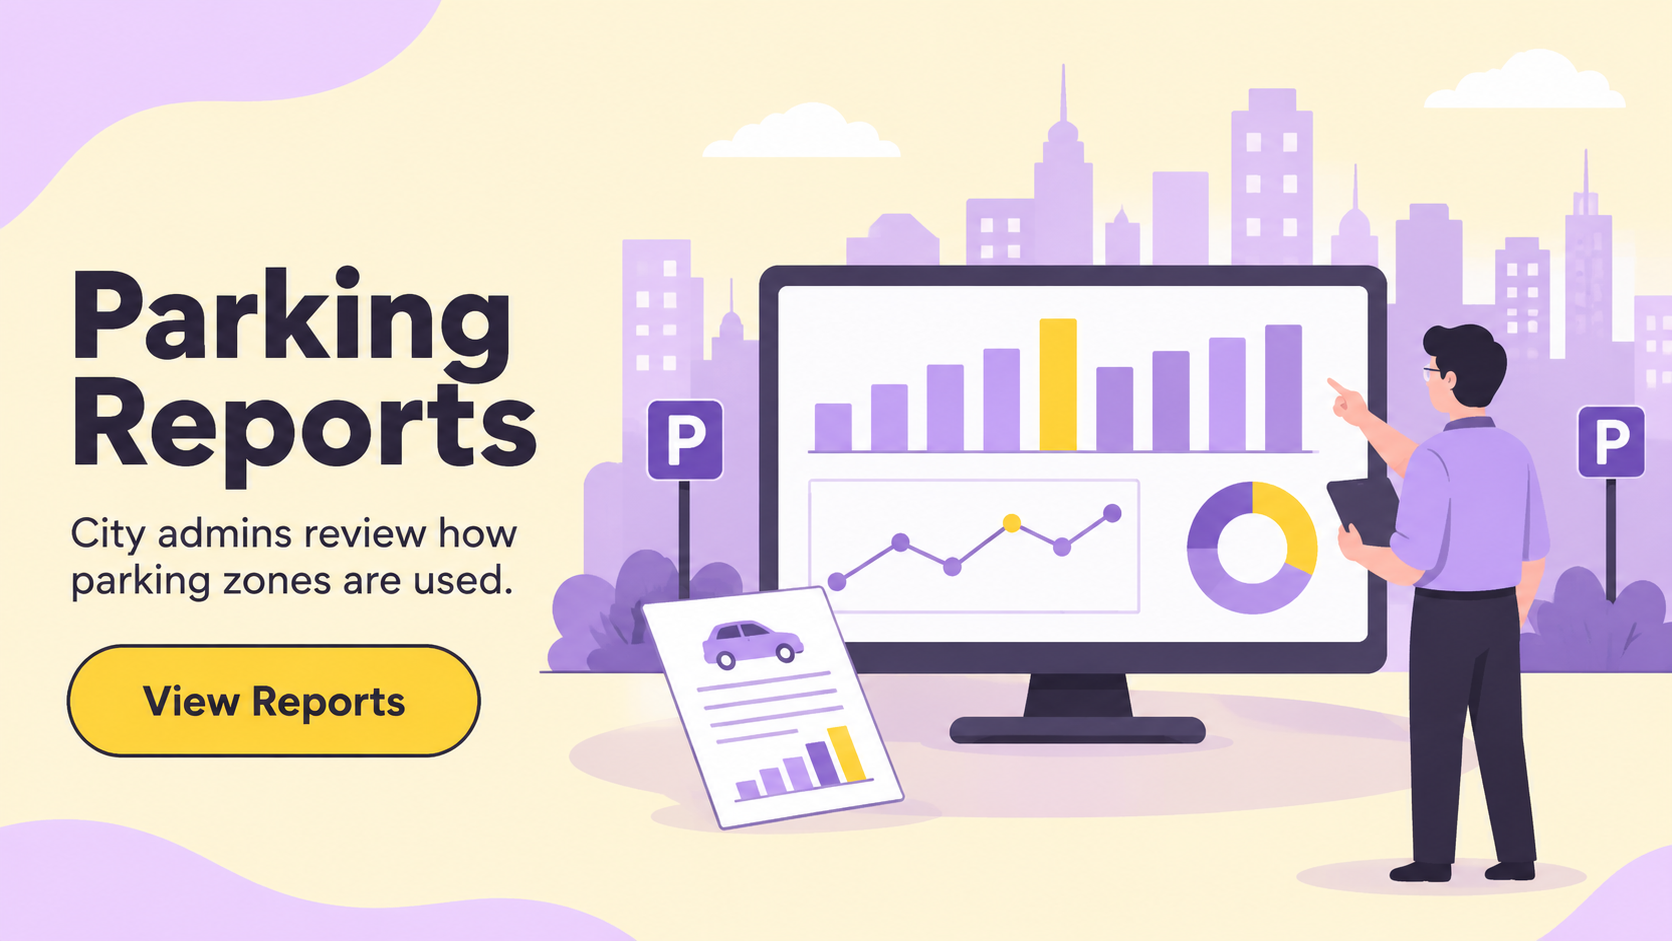 Parking
Reports
City admins review how
parking zones are used.
View Reports
P
P